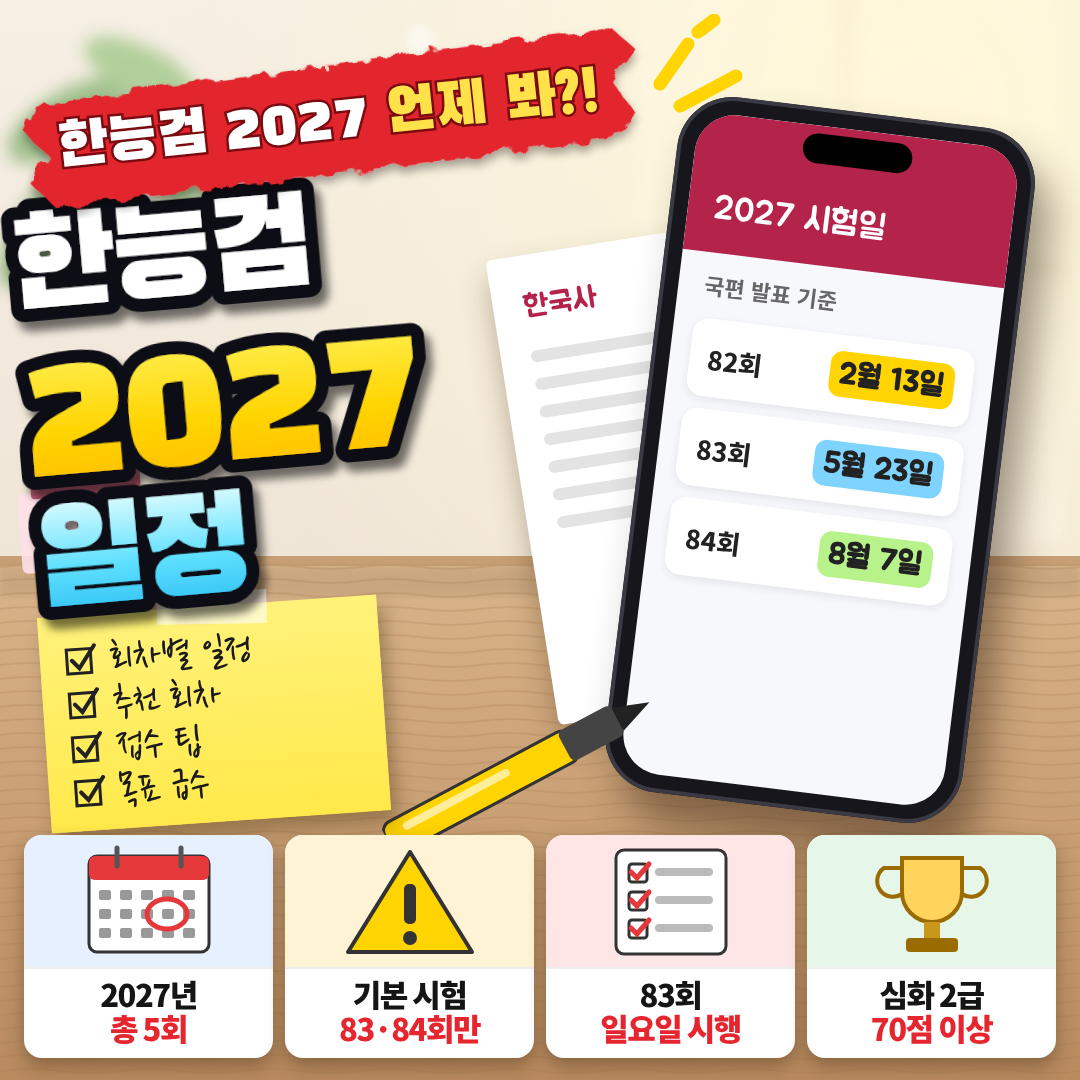 한능검 2027 언제 봐?!
한능검
2027
일정
회차별 일정
추천 회차
접수 팁
목표 급수
한국사
2027 시험일
국편 발표 기준
82회 2월 13일
83회 5월 23일
84회 8월 7일
2027년
총 5회
기본 시험
83·84회만
83회
일요일 시행
심화 2급
70점 이상